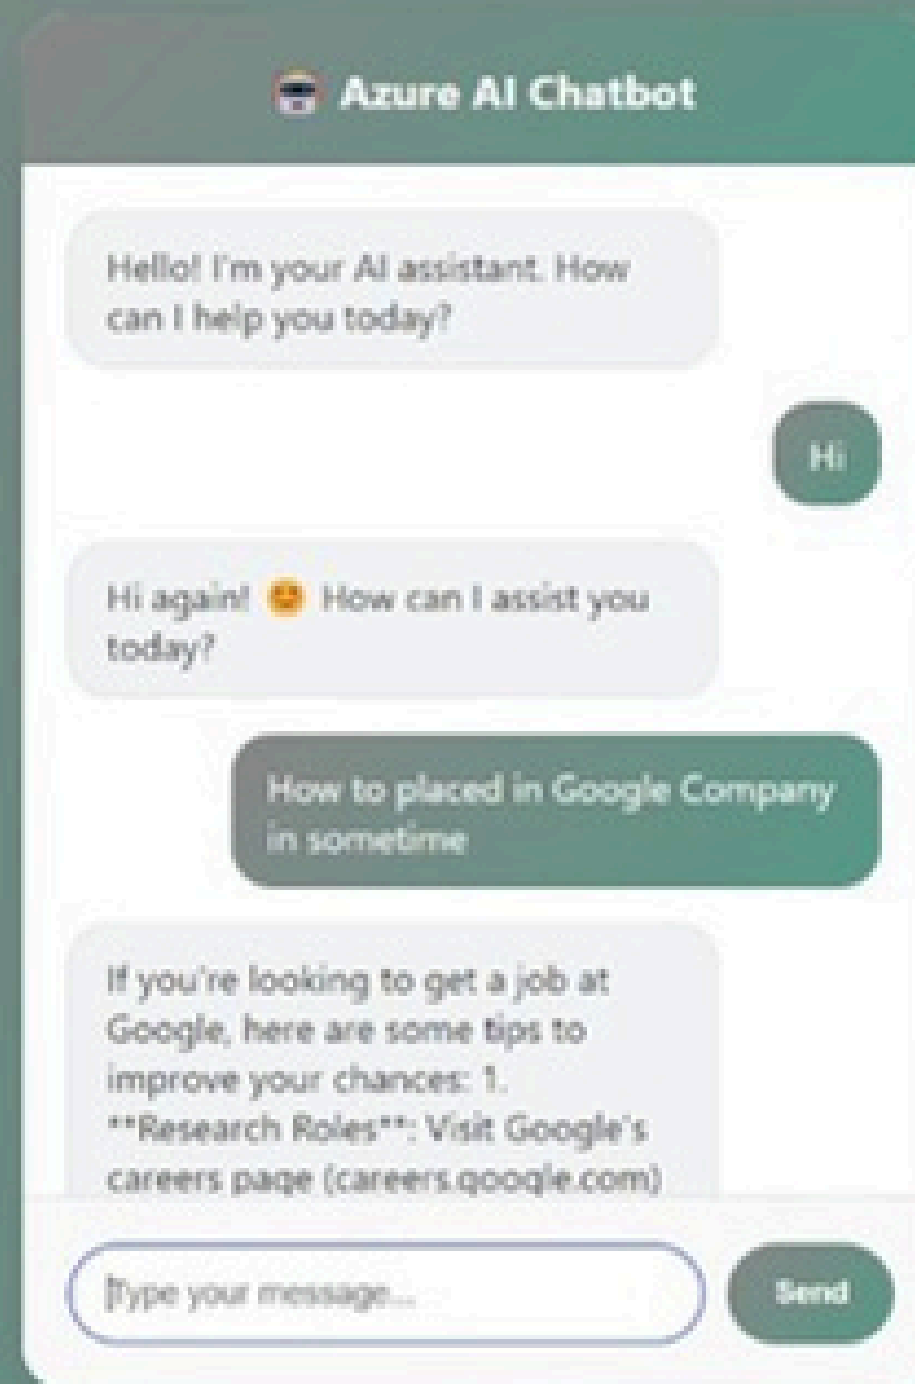 Azure AI Chatbot
Hello! I'm your AI assistant. How
can I help you today?
Hi
Hi again! 😊 How can I assist you
today?
How to placed in Google Company
in sometime
If you're looking to get a job at
Google, here are some tips to
improve your chances: 1.
**Research Roles**: Visit Google's
careers page (careers.google.com)
Type your message...
Send